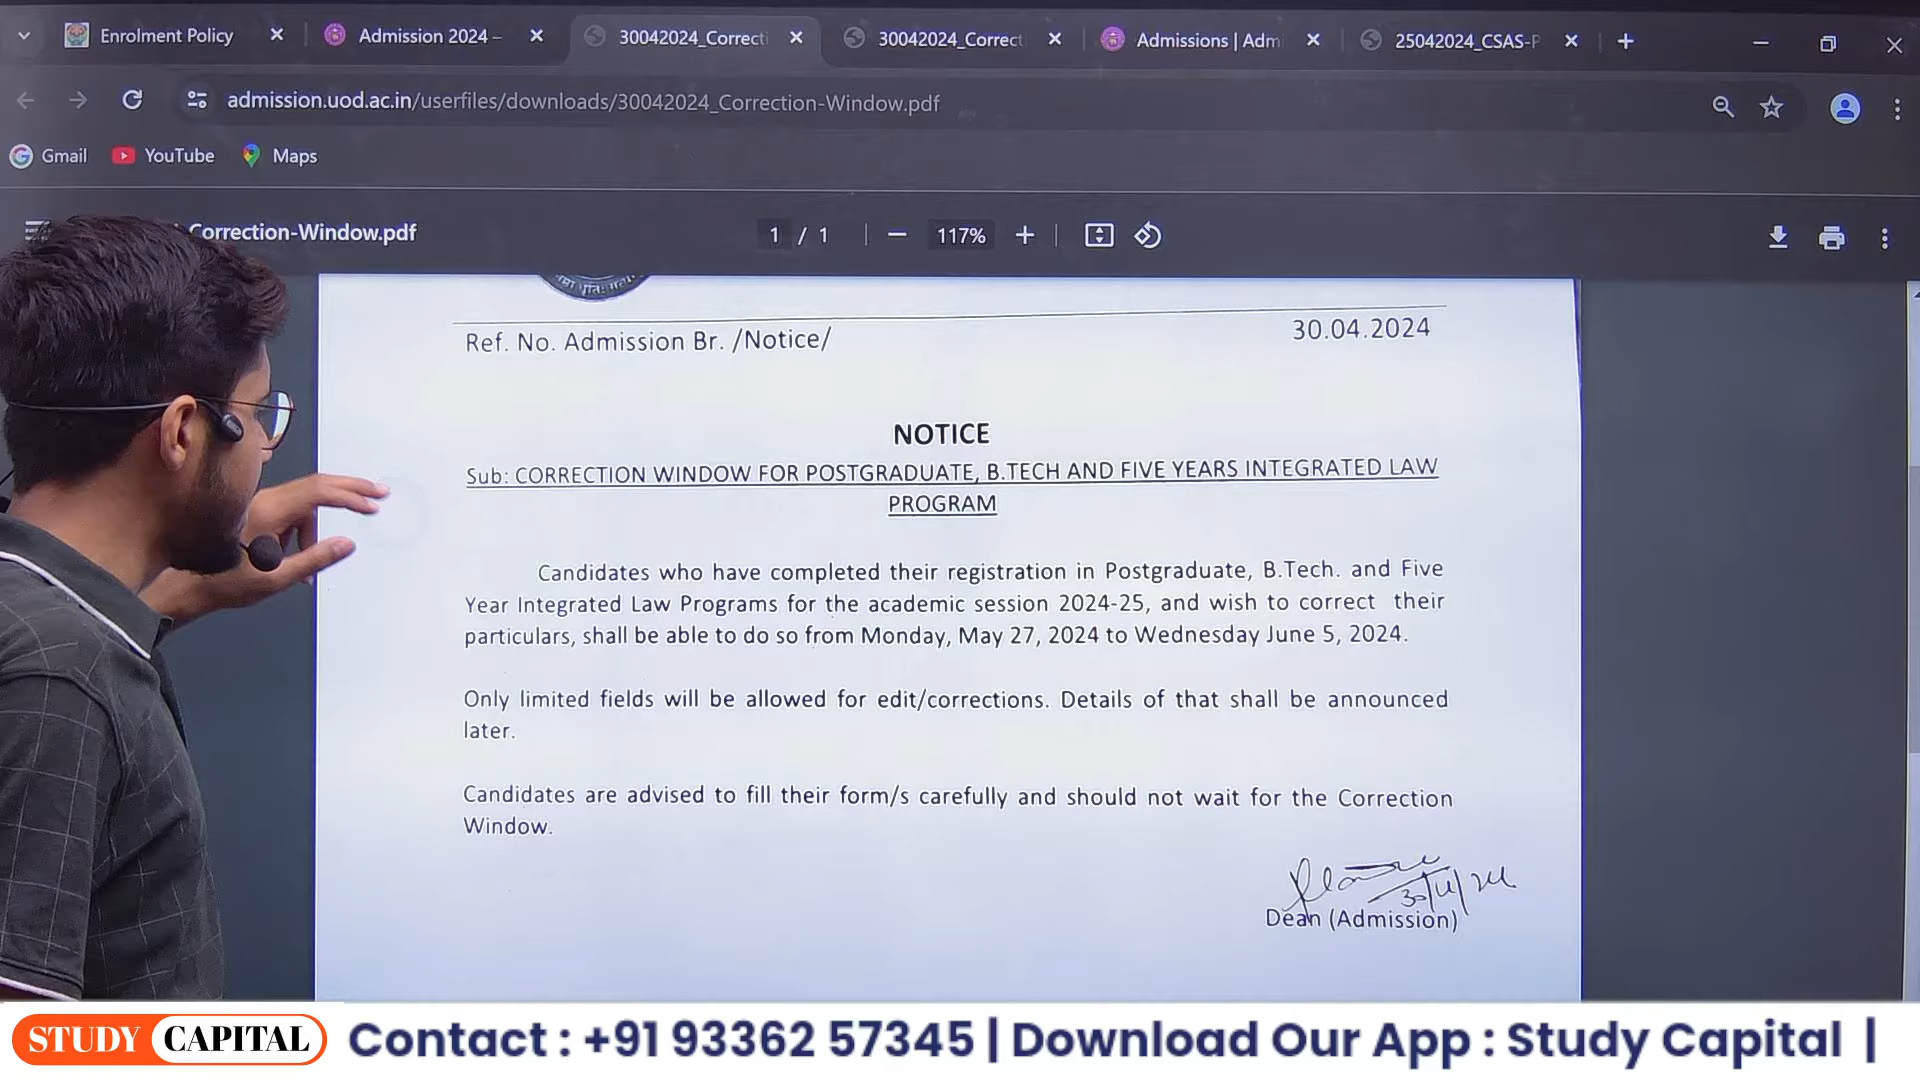 Enrolment Policy
Admission 2024 –
30042024_Correcti
30042024_Correct
Admissions | Adm
25042024_CSAS-P
admission.uod.ac.in/userfiles/downloads/30042024_Correction-Window.pdf
Gmail
YouTube
Maps
Correction-Window.pdf
1 / 1
117%
Ref. No. Admission Br. /Notice/
30.04.2024
NOTICE
Sub: CORRECTION WINDOW FOR POSTGRADUATE, B.TECH AND FIVE YEARS INTEGRATED LAW
PROGRAM
Candidates who have completed their registration in Postgraduate, B.Tech. and Five
Year Integrated Law Programs for the academic session 2024-25, and wish to correct their
particulars, shall be able to do so from Monday, May 27, 2024 to Wednesday June 5, 2024.
Only limited fields will be allowed for edit/corrections. Details of that shall be announced
later.
Candidates are advised to fill their form/s carefully and should not wait for the Correction
Window.
30/4/24
Dean (Admission)
STUDY CAPITAL
Contact : +91 93362 57345 | Download Our App : Study Capital |